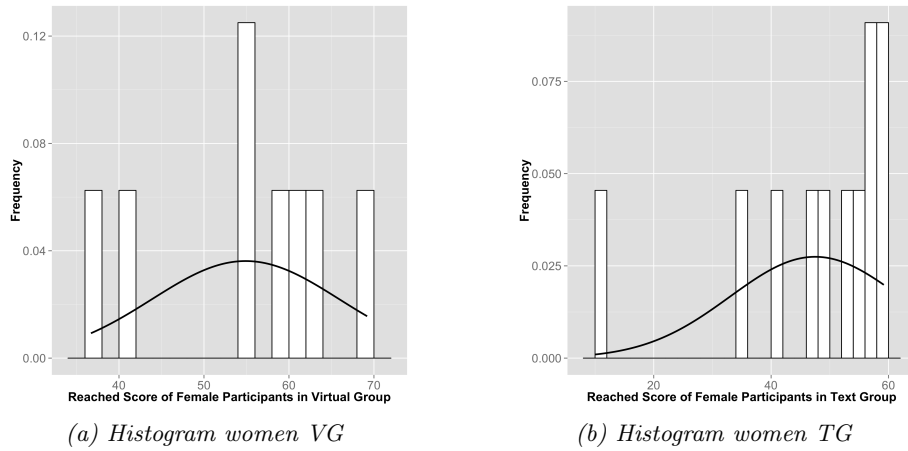 0.12
0.08
0.04
0.00
Frequency
40 50 60 70
Reached Score of Female Participants in Virtual Group
(a) Histogram women VG
0.075
0.050
0.025
0.000
Frequency
20 40 60
Reached Score of Female Participants in Text Group
(b) Histogram women TG